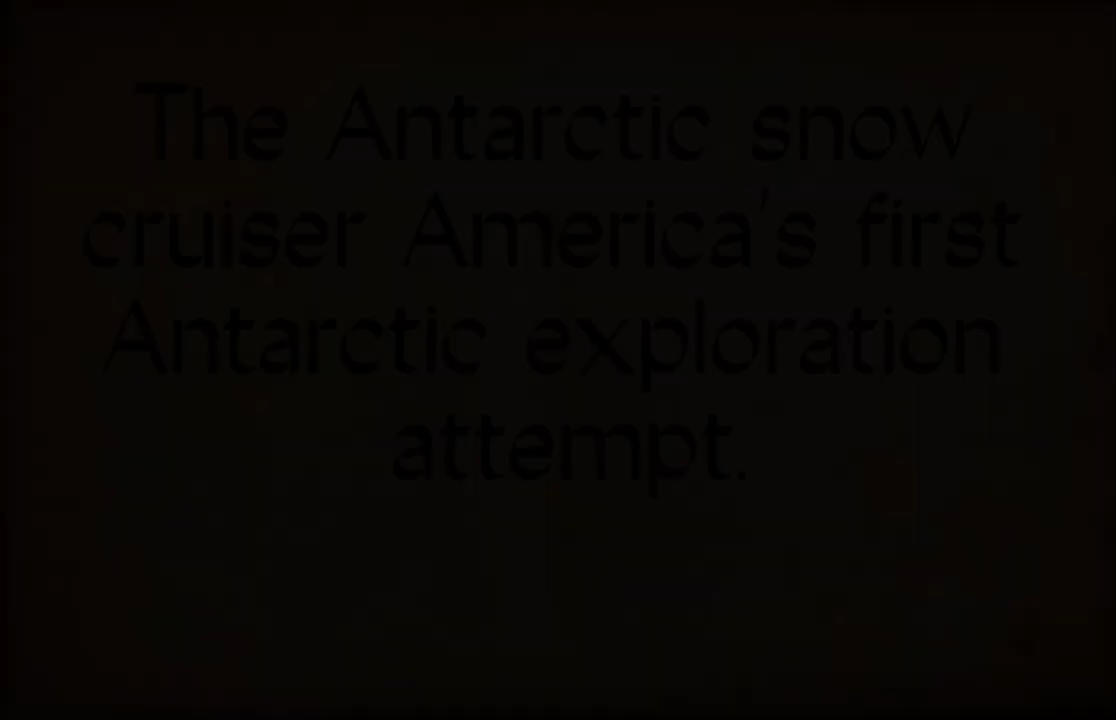 The Antarctic snow
cruiser America's first
Antarctic exploration
attempt.